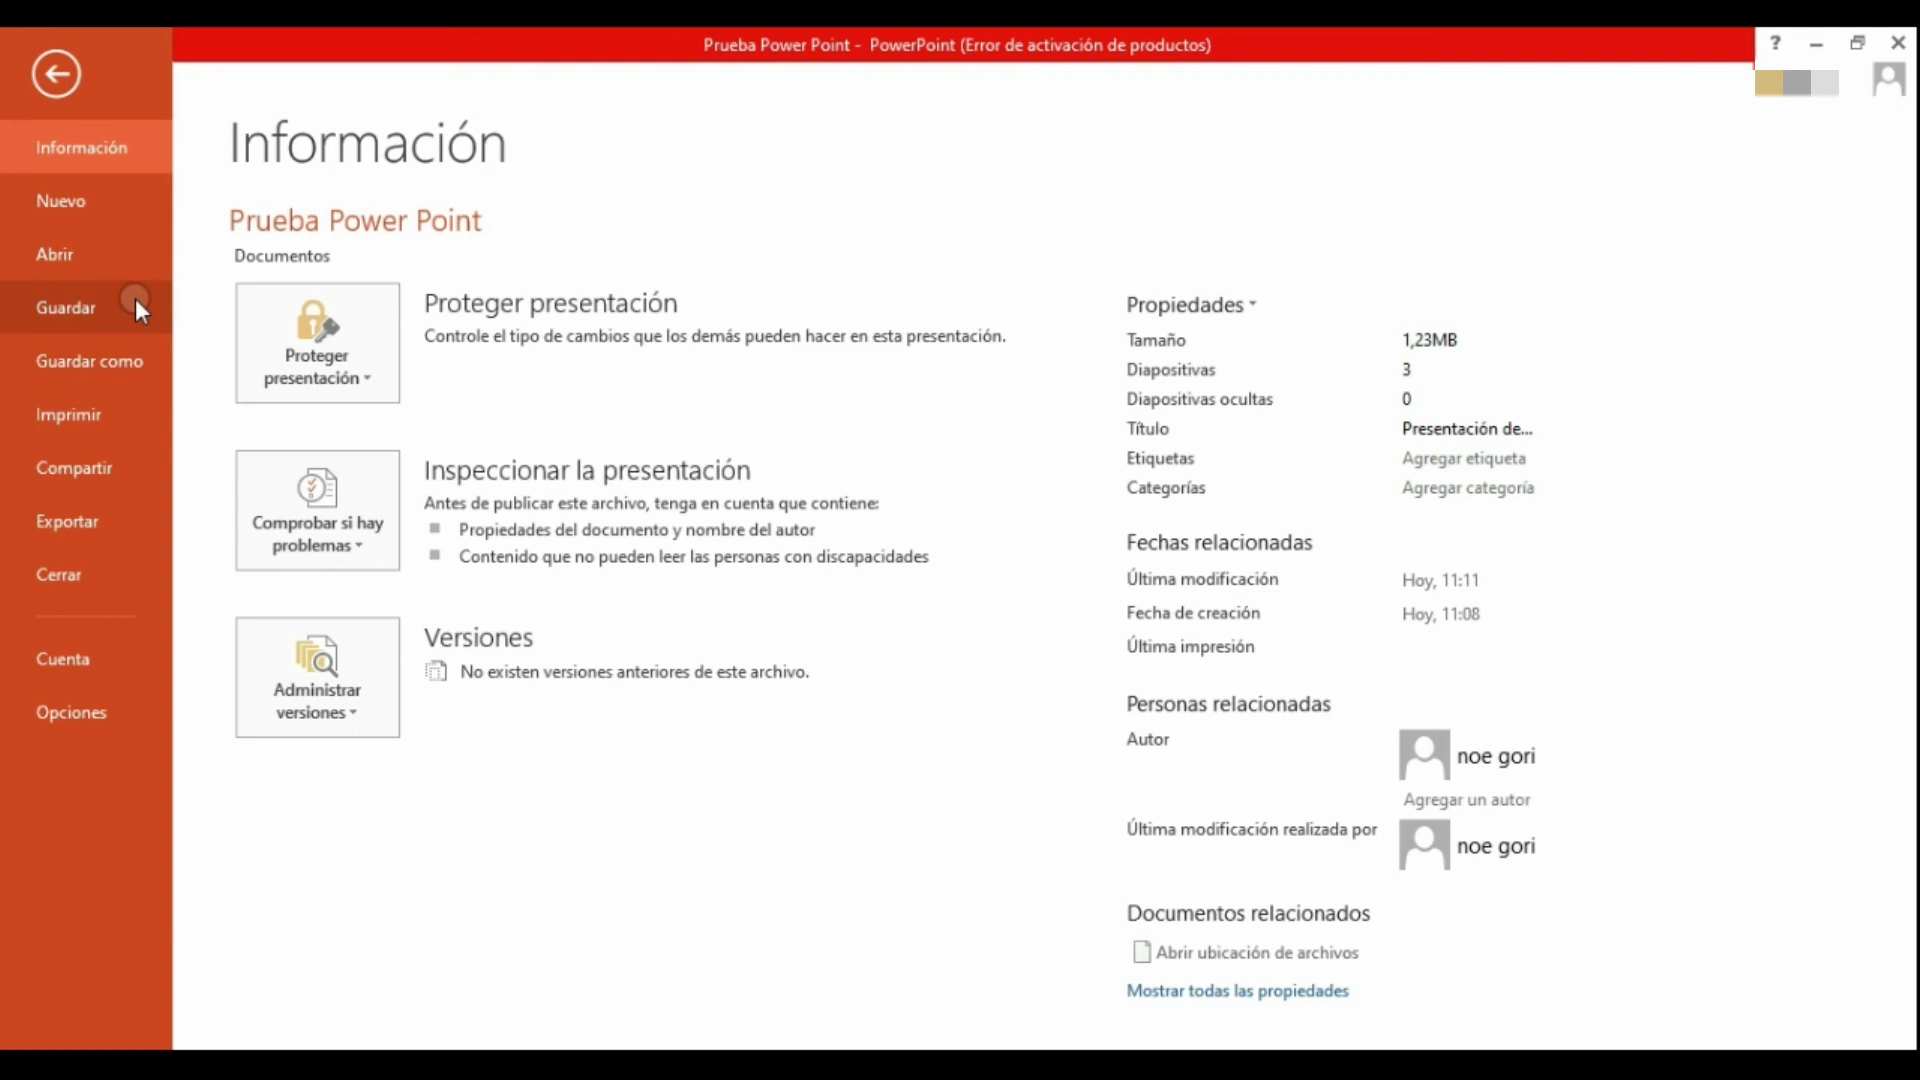 Prueba Power Point -  PowerPoint (Error de activación de productos)
?
Información
Nuevo
Abrir
Guardar
Guardar como
Imprimir
Compartir
Exportar
Cerrar
Cuenta
Opciones
Información
Prueba Power Point
Documentos
Proteger
presentación
Proteger presentación
Controle el tipo de cambios que los demás pueden hacer en esta presentación.
Comprobar si hay
problemas
Inspeccionar la presentación
Antes de publicar este archivo, tenga en cuenta que contiene:
Propiedades del documento y nombre del autor
Contenido que no pueden leer las personas con discapacidades
Administrar
versiones
Versiones
No existen versiones anteriores de este archivo.
Propiedades
Tamaño 1,23MB
Diapositivas 3
Diapositivas ocultas 0
Título Presentación de...
Etiquetas Agregar etiqueta
Categorías Agregar categoría
Fechas relacionadas
Última modificación Hoy, 11:11
Fecha de creación Hoy, 11:08
Última impresión
Personas relacionadas
Autor noe gori
Agregar un autor
Última modificación realizada por noe gori
Documentos relacionados
Abrir ubicación de archivos
Mostrar todas las propiedades